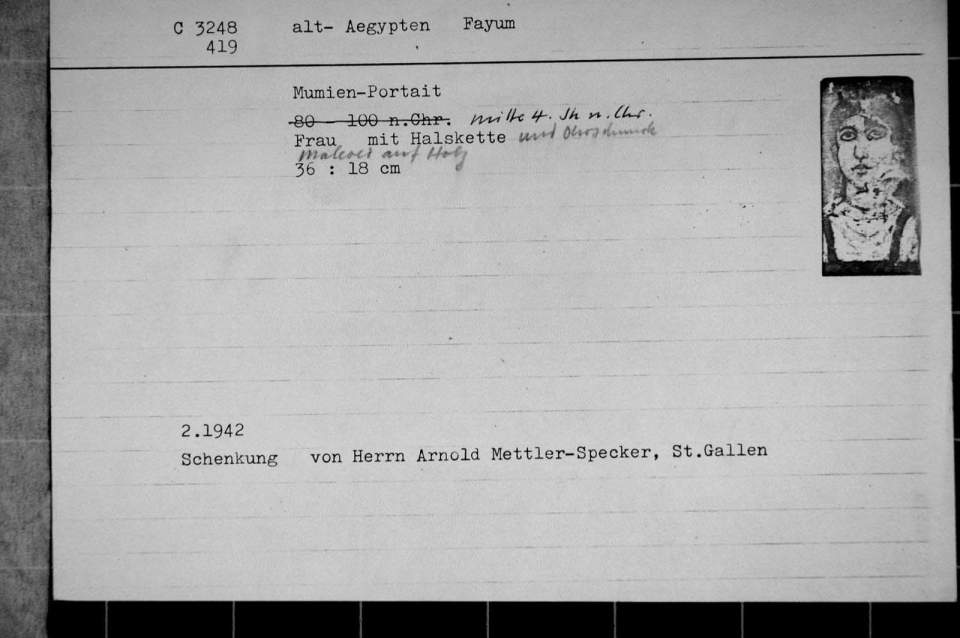 C 3248 alt- Aegypten Fayum
419
Mumien-Portait
80 - 100 n.Chr. mitte 4. Jh n. Chr.
Frau mit Halskette und Ohrschmuck
Malerei auf Holz
36 : 18 cm
2.1942
Schenkung von Herrn Arnold Mettler-Specker, St.Gallen